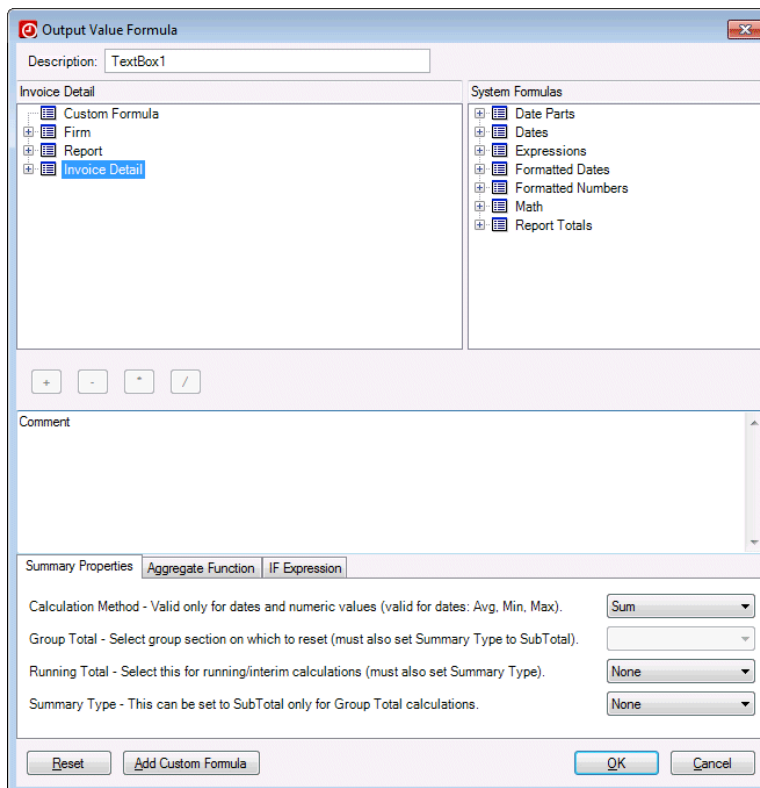 Output Value Formula
Description: TextBox1
Invoice Detail
Custom Formula
Firm
Report
Invoice Detail
System Formulas
Date Parts
Dates
Expressions
Formatted Dates
Formatted Numbers
Math
Report Totals
+ - * /
Comment
Summary Properties Aggregate Function IF Expression
Calculation Method - Valid only for dates and numeric values (valid for dates: Avg, Min, Max). Sum
Group Total - Select group section on which to reset (must also set Summary Type to SubTotal).
Running Total - Select this for running/interim calculations (must also set Summary Type). None
Summary Type - This can be set to SubTotal only for Group Total calculations. None
Reset Add Custom Formula OK Cancel